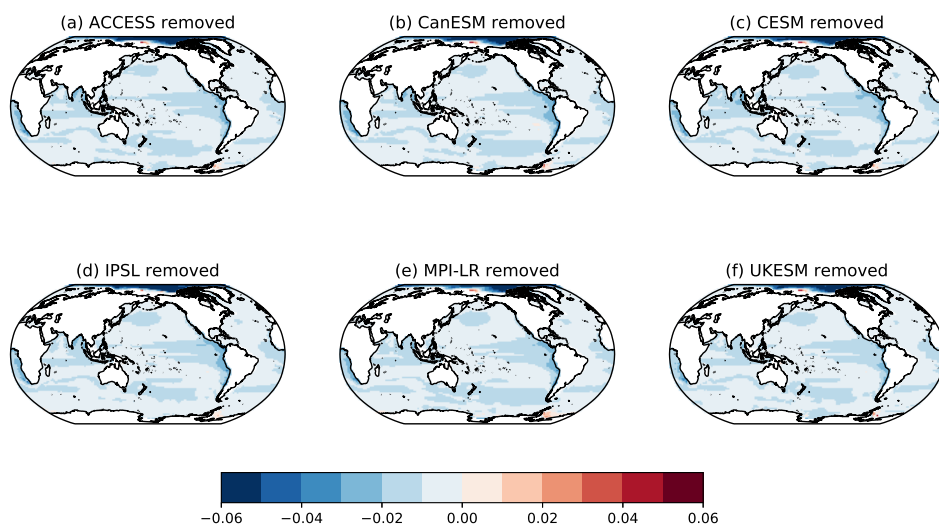 (a) ACCESS removed
(b) CanESM removed
(c) CESM removed
(d) IPSL removed
(e) MPI-LR removed
(f) UKESM removed
−0.06 −0.04 −0.02 0.00 0.02 0.04 0.06